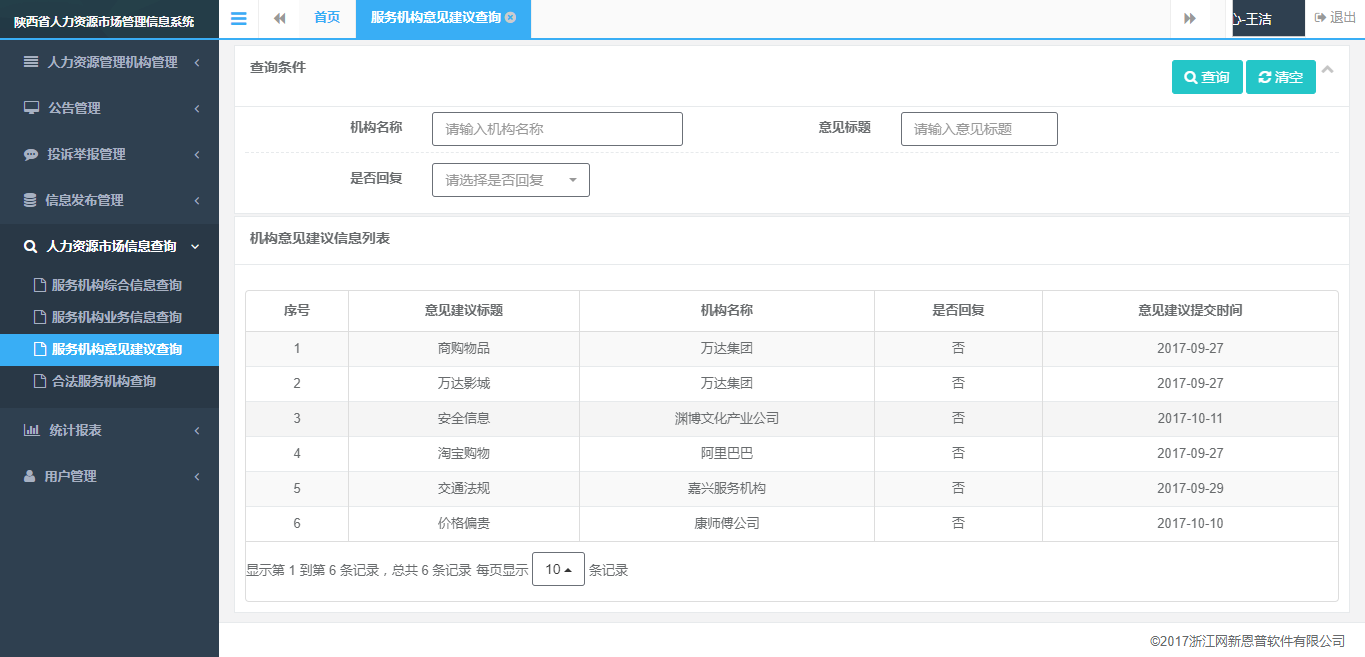 陕西省人力资源市场管理信息系统
首页
服务机构意见建议查询
心-王洁
退出
人力资源管理机构管理
公告管理
投诉举报管理
信息发布管理
人力资源市场信息查询
服务机构综合信息查询
服务机构业务信息查询
服务机构意见建议查询
合法服务机构查询
统计报表
用户管理
查询条件
查询 清空
机构名称 请输入机构名称 意见标题 请输入意见标题
是否回复 请选择是否回复
机构意见建议信息列表
序号 意见建议标题 机构名称 是否回复 意见建议提交时间
1 商购物品 万达集团 否 2017-09-27
2 万达影城 万达集团 否 2017-09-27
3 安全信息 渊博文化产业公司 否 2017-10-11
4 淘宝购物 阿里巴巴 否 2017-09-27
5 交通法规 嘉兴服务机构 否 2017-09-29
6 价格偏贵 康师傅公司 否 2017-10-10
显示第 1 到第 6 条记录，总共 6 条记录 每页显示 10 条记录
©2017浙江网新恩普软件有限公司